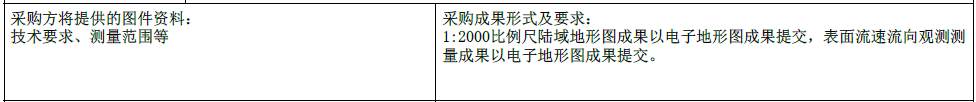 采购方将提供的图件资料：
技术要求、测量范围等
采购成果形式及要求：
1:2000比例尺陆域地形图成果以电子地形图成果提交，表面流速流向观测测
量成果以电子地形图成果提交。